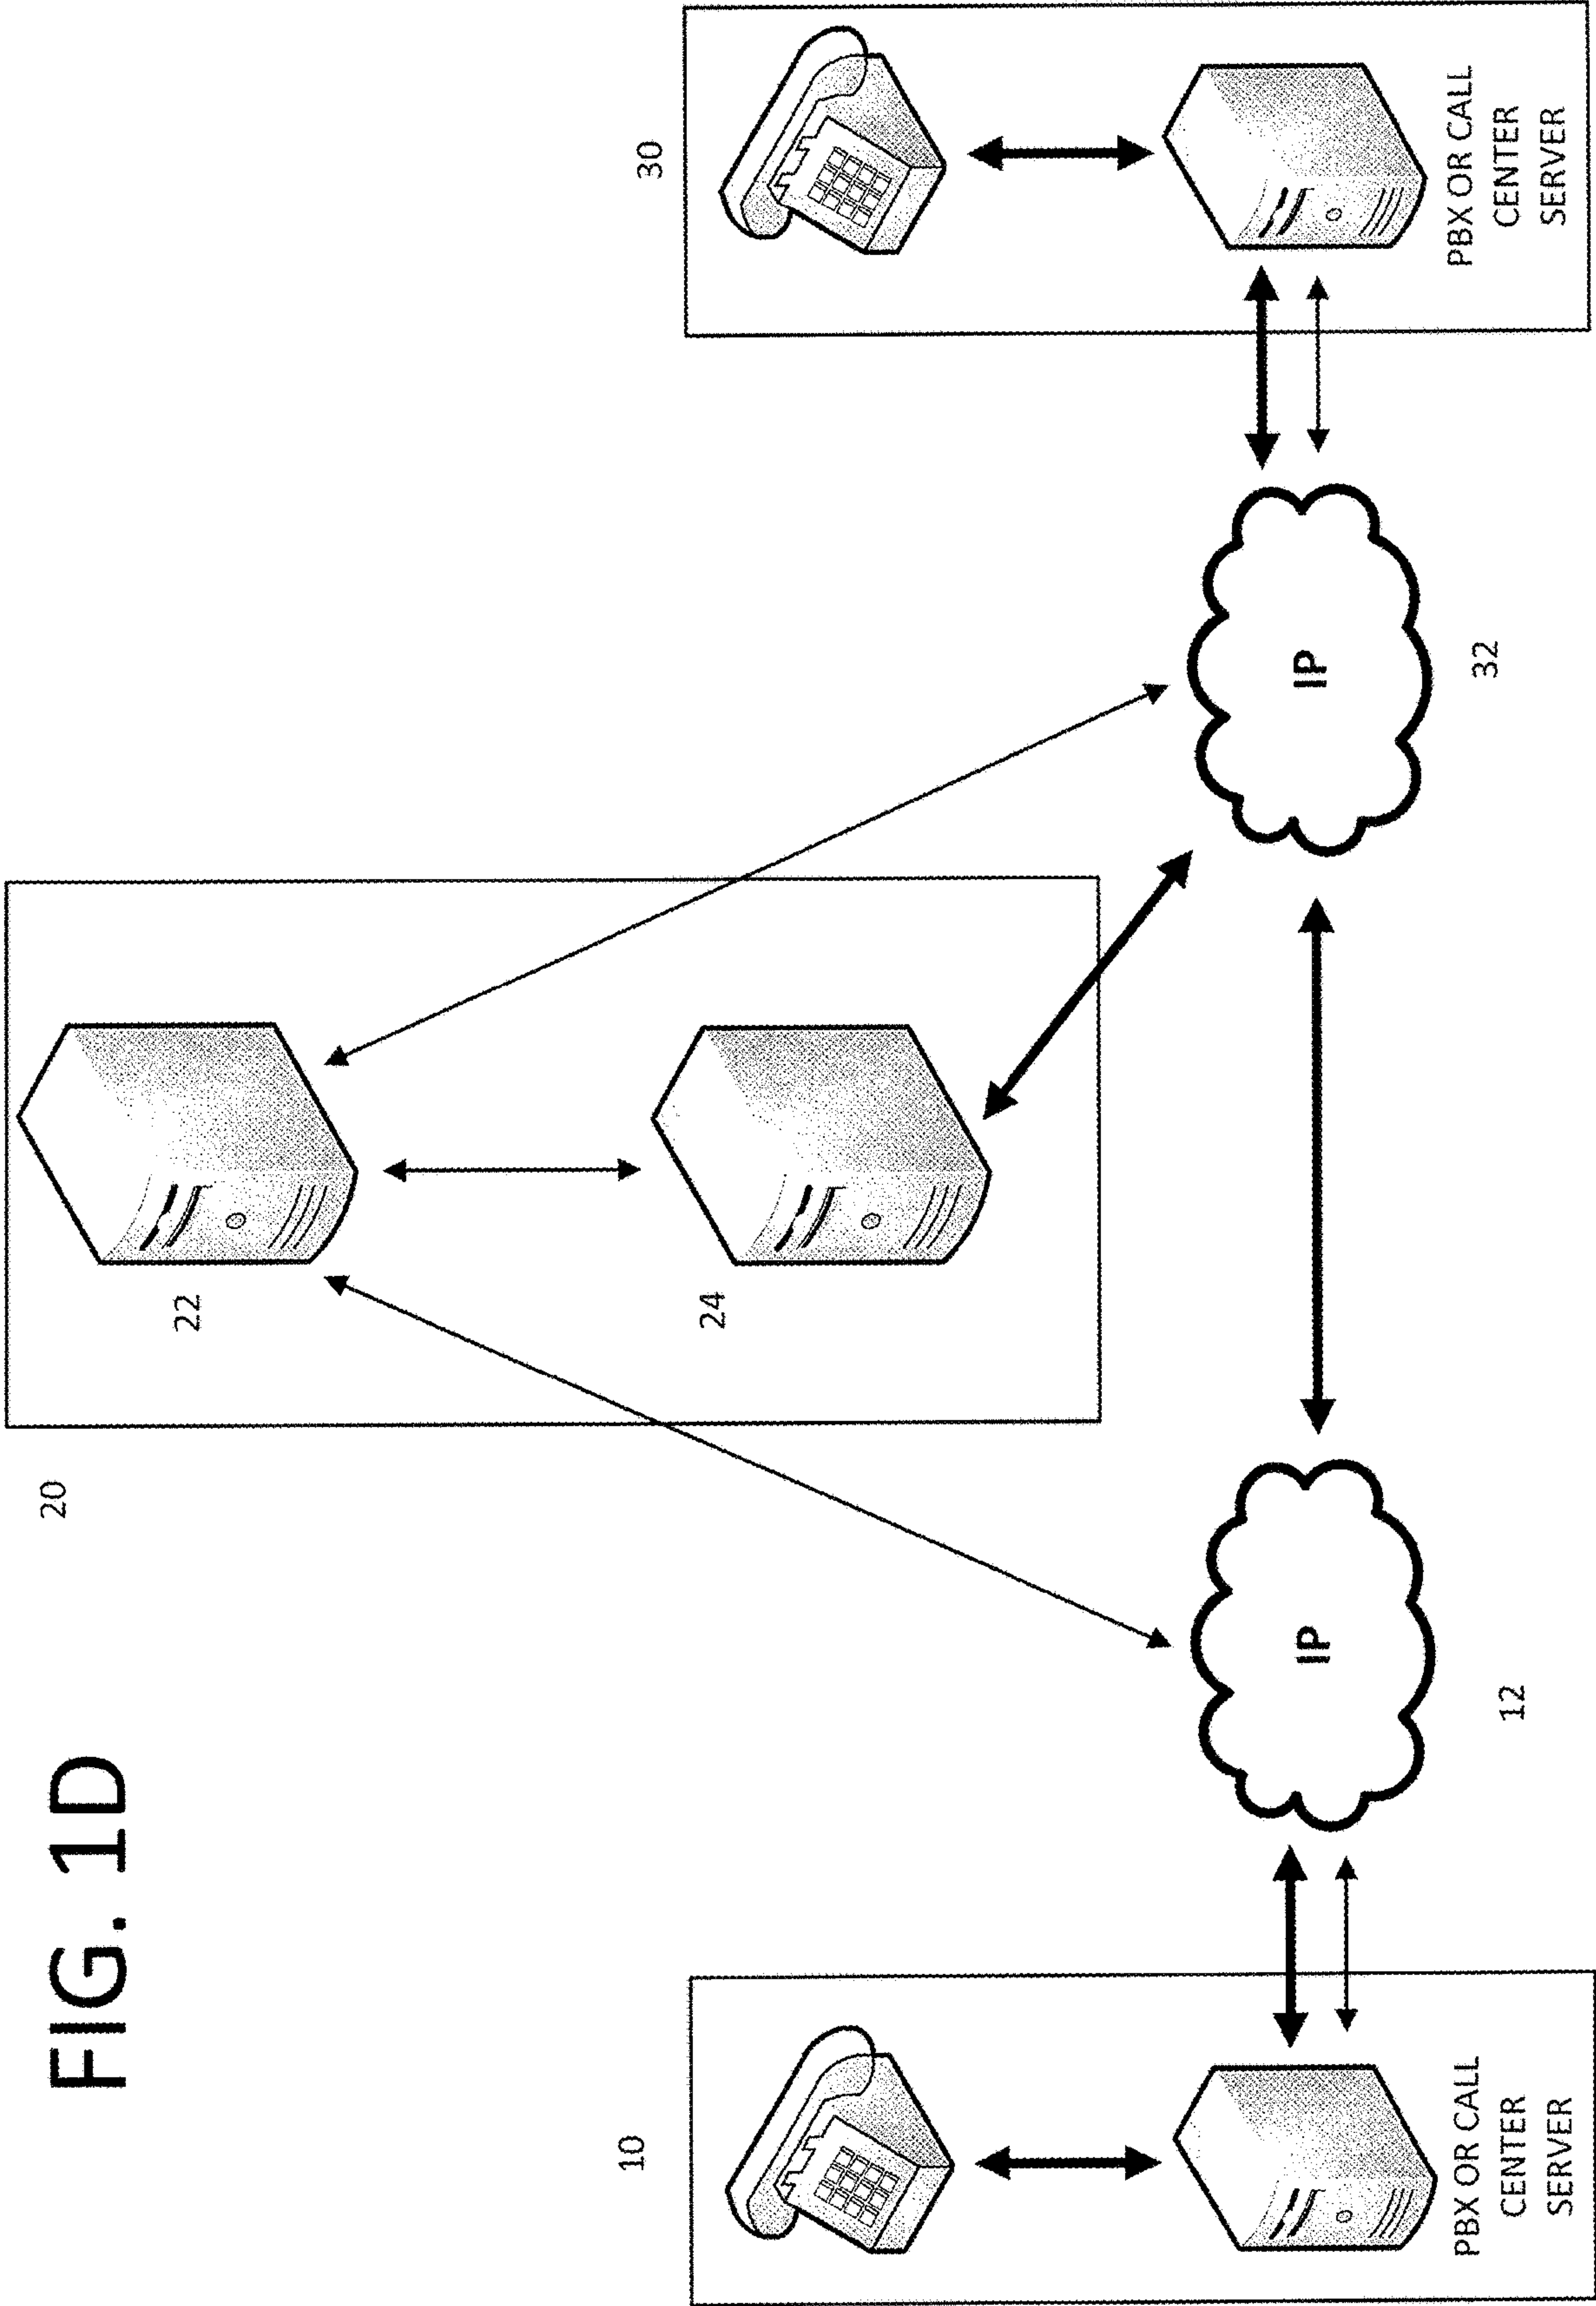 FIG. 1D
20
22
24
10
PBX OR CALL
CENTER
SERVER
IP
12
IP
32
30
PBX OR CALL
CENTER
SERVER